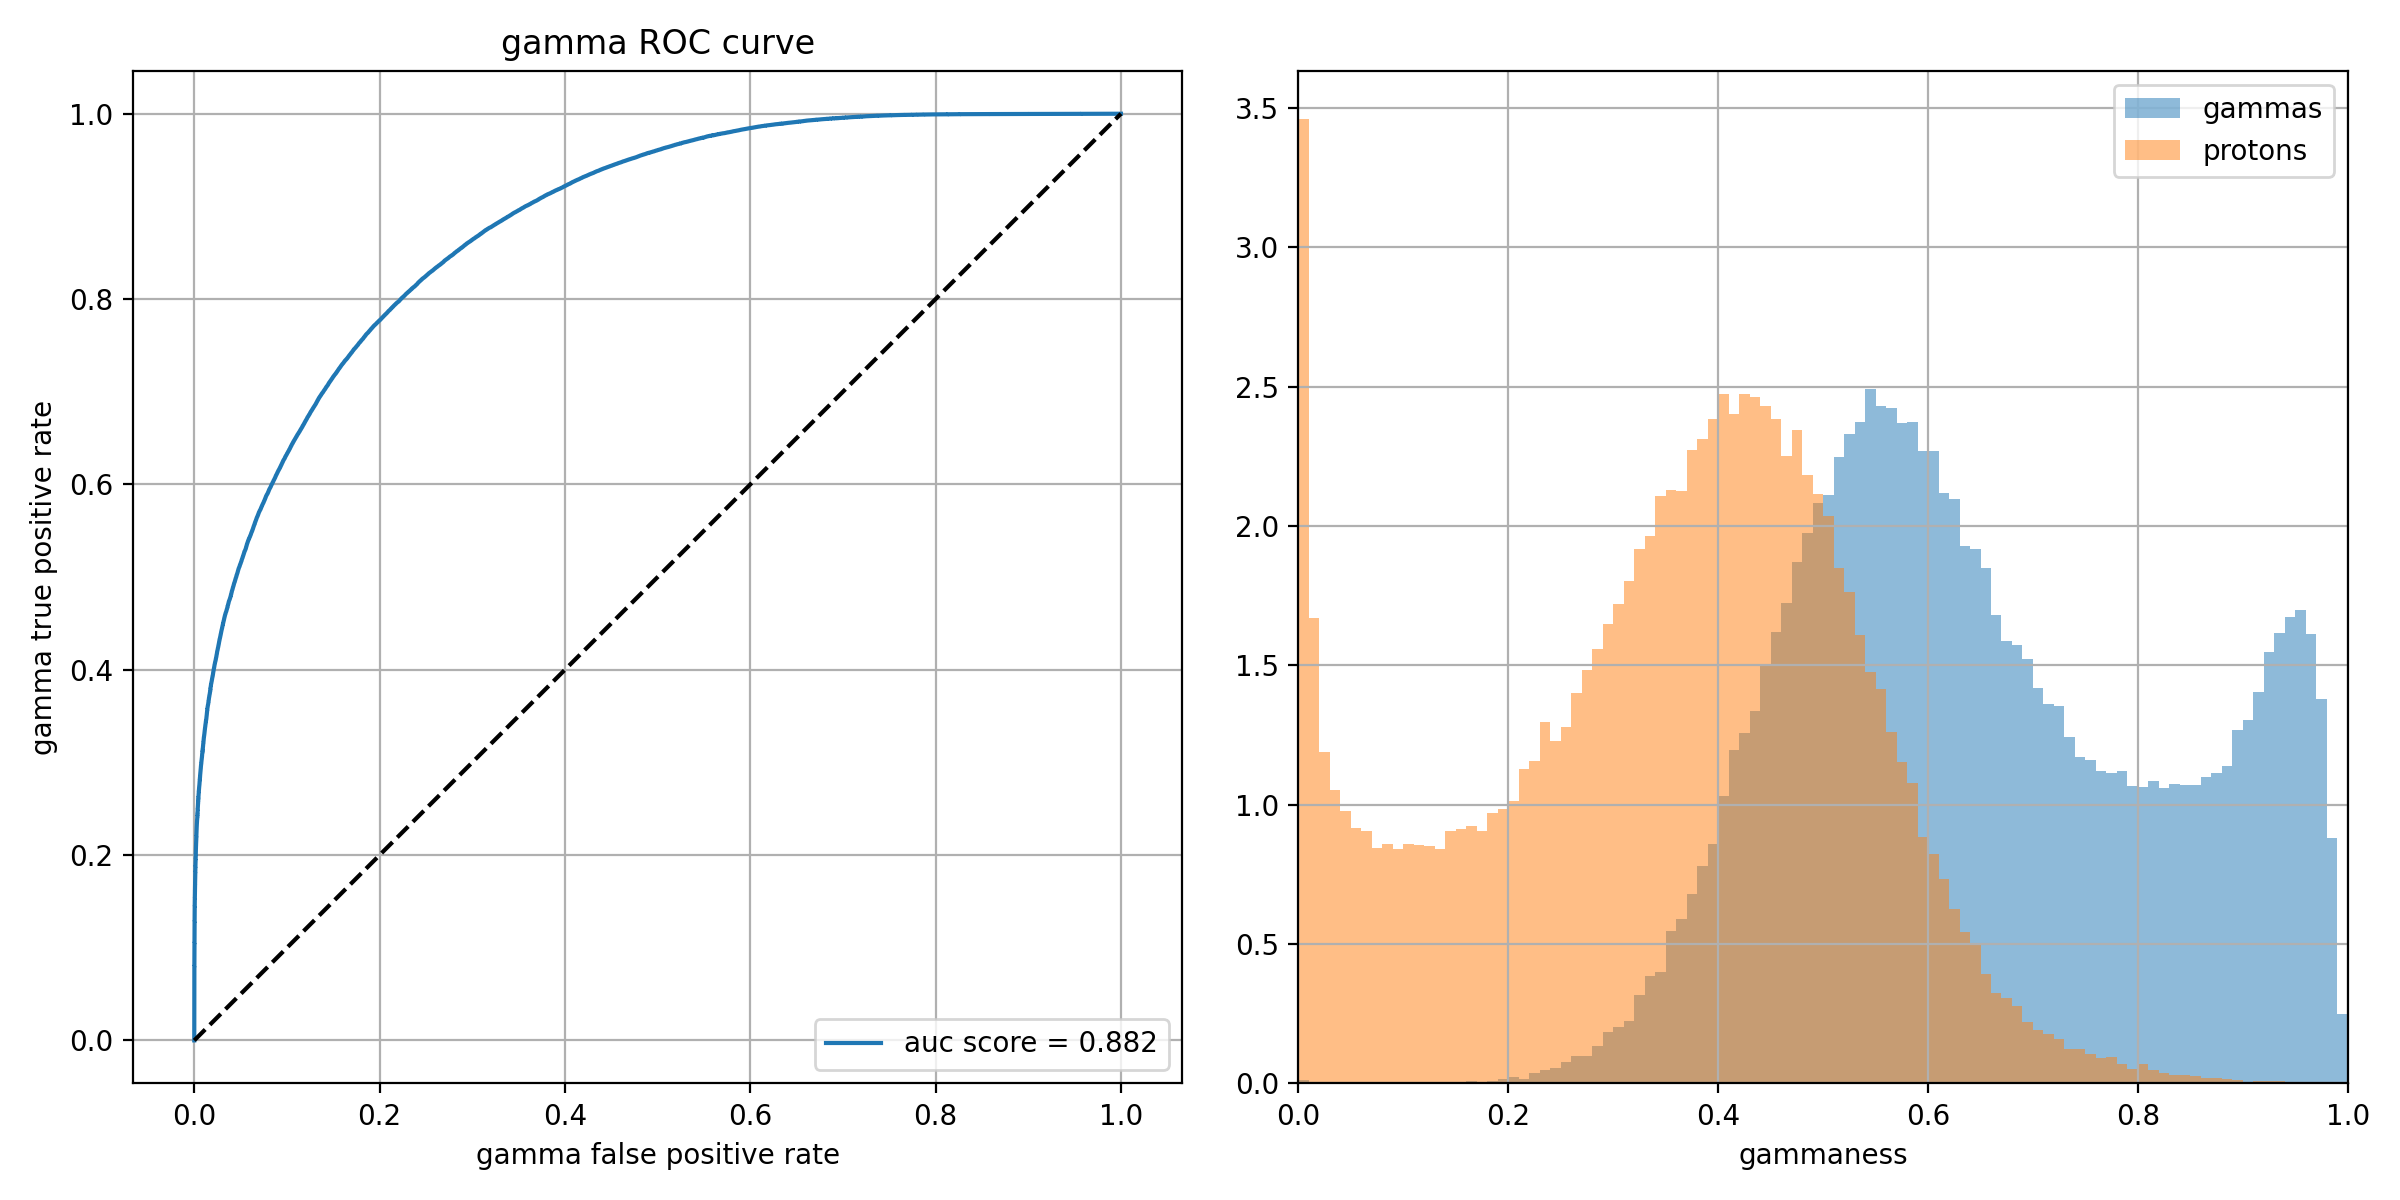 gamma ROC curve
1.0
0.8
0.6
0.4
0.2
0.0
gamma true positive rate
auc score = 0.882
0.0 0.2 0.4 0.6 0.8 1.0
gamma false positive rate
gammas
protons
3.5
3.0
2.5
2.0
1.5
1.0
0.5
0.0
0.0 0.2 0.4 0.6 0.8 1.0
gammaness